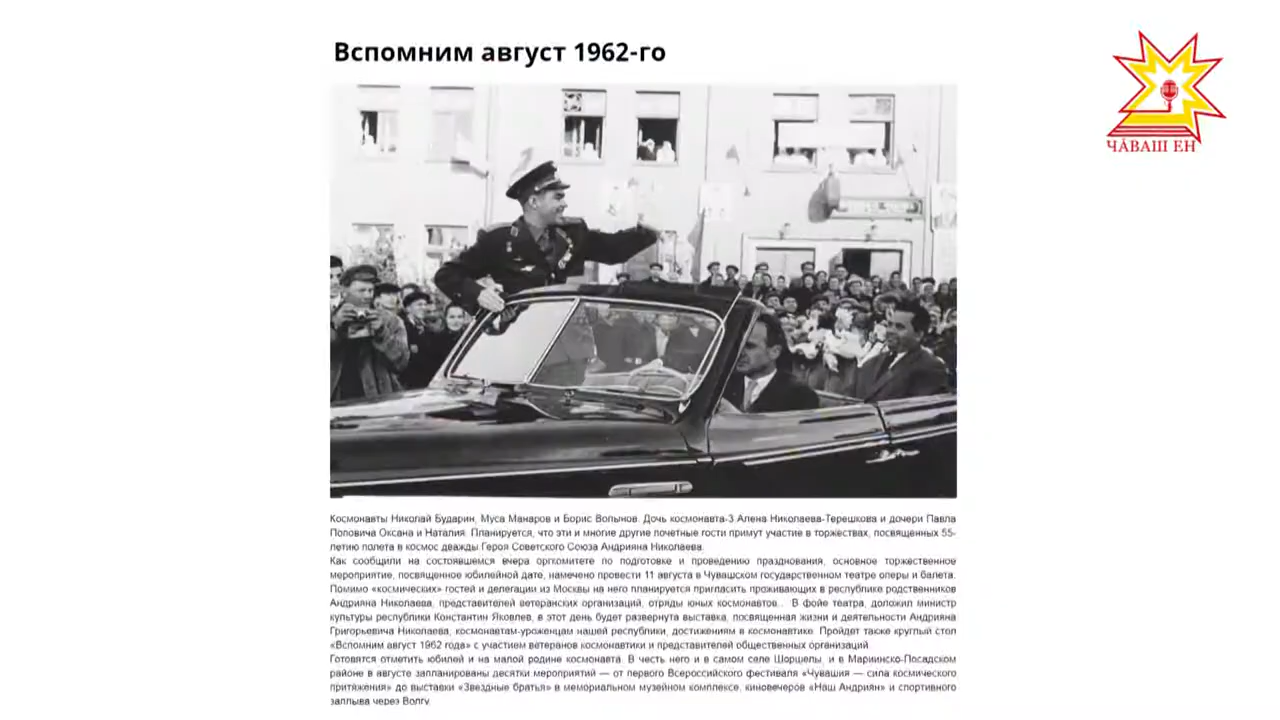 Вспомним август 1962-го
ЧӐВАШ ЕН
Космонавты Николай Бударин, Муса Манаров и Борис Волынов. Дочь космонавта-3 Алена Николаева-Терешкова и дочери Павла
Поповича Оксана и Наталия. Планируется, что эти и многие другие почетные гости примут участие в торжествах, посвященных 55-
летию полета в космос дважды Героя Советского Союза Андрияна Николаева.
Как сообщили на состоявшемся вчера оргкомитете по подготовке и проведению празднования, основное торжественное
мероприятие, посвященное юбилейной дате, намечено провести 11 августа в Чувашском государственном театре оперы и балета.
Помимо «космических» гостей и делегации из Москвы на него планируется пригласить проживающих в республике родственников
Андрияна Николаева, представителей ветеранских организаций, отряды юных космонавтов... В фойе театра, доложил министр
культуры республики Константин Яковлев, в этот день будет развернута выставка, посвященная жизни и деятельности Андрияна
Григорьевича Николаева, космонавтам-уроженцам нашей республики, достижениям в космонавтике. Пройдет также круглый стол
«Вспомним август 1962 года» с участием ветеранов космонавтики и представителей общественных организаций.
Готовятся отметить юбилей и на малой родине космонавта. В честь него и в самом селе Шоршелы, и в Мариинско-Посадском
районе в августе запланированы десятки мероприятий — от первого Всероссийского фестиваля «Чувашия — сила космического
притяжения» до выставки «Звездные братья» в мемориальном музейном комплексе, киновечеров «Наш Андриян» и спортивного
заплыва через Волгу.